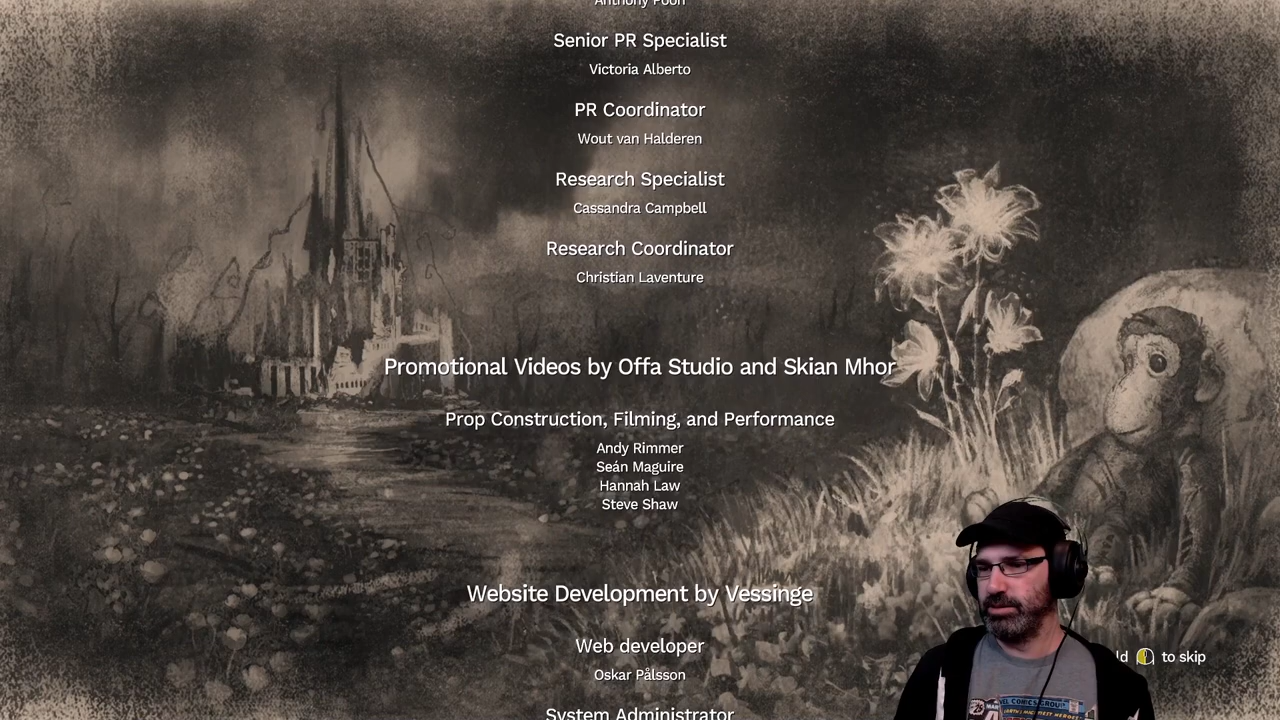 Anthony Poon
Senior PR Specialist
Victoria Alberto
PR Coordinator
Wout van Halderen
Research Specialist
Cassandra Campbell
Research Coordinator
Christian Laventure
Promotional Videos by Offa Studio and Skian Mhor
Prop Construction, Filming, and Performance
Andy Rimmer
Seán Maguire
Hannah Law
Steve Shaw
Website Development by Vessinge
Web developer
Oskar Pålsson
to skip
System Administrator